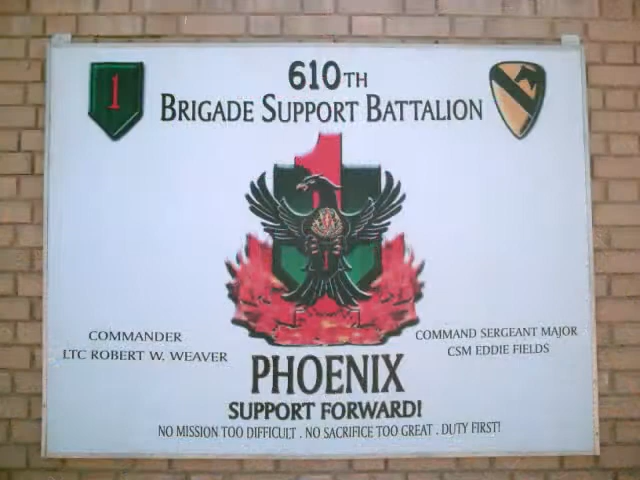 1
610TH
BRIGADE SUPPORT BATTALION
COMMANDER
LTC ROBERT W. WEAVER
COMMAND SERGEANT MAJOR
CSM EDDIE FIELDS
PHOENIX
SUPPORT FORWARD!
NO MISSION TOO DIFFICULT . NO SACRIFICE TOO GREAT . DUTY FIRST!